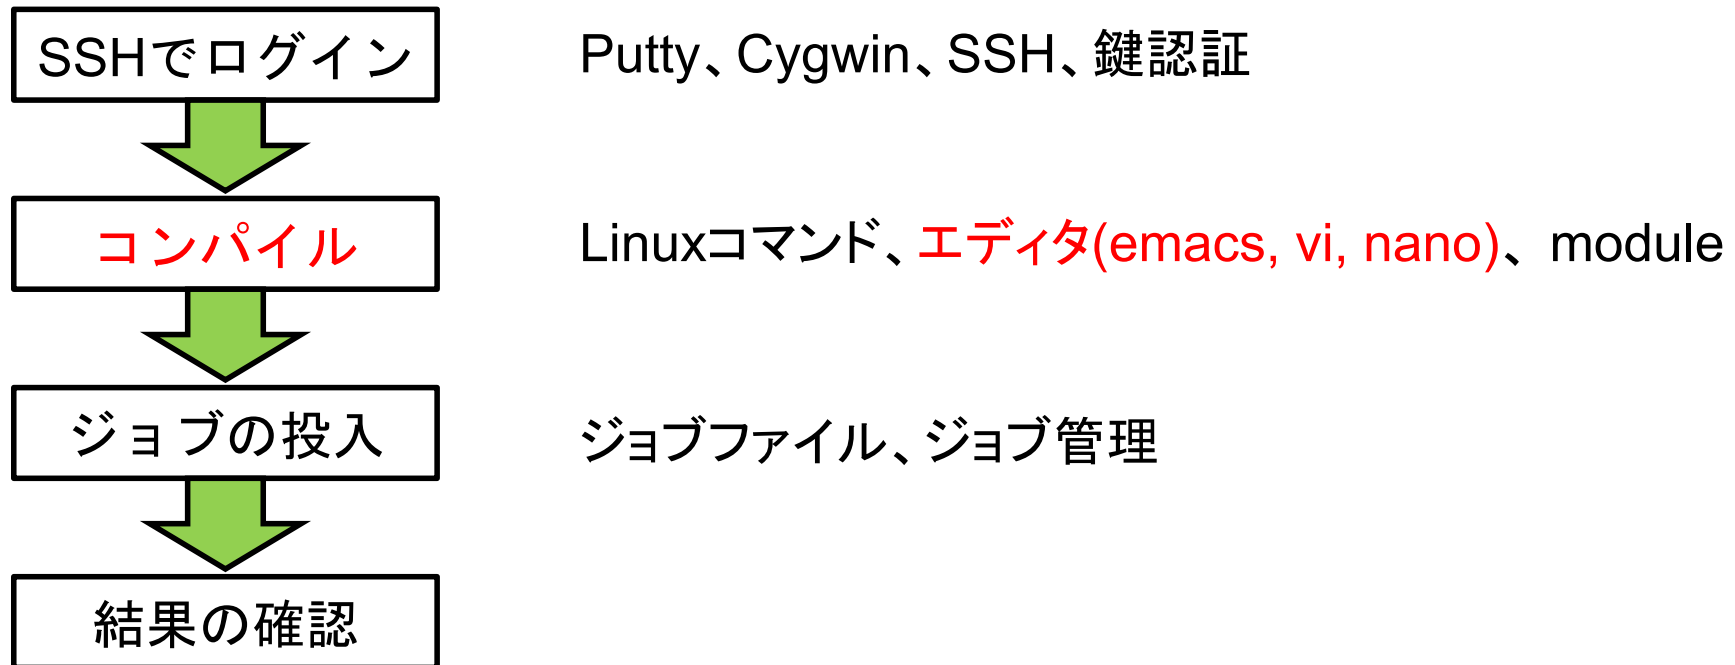 SSHでログイン
Putty、Cygwin、SSH、鍵認証
コンパイル
Linuxコマンド、エディタ(emacs, vi, nano)、 module
ジョブの投入
ジョブファイル、ジョブ管理
結果の確認